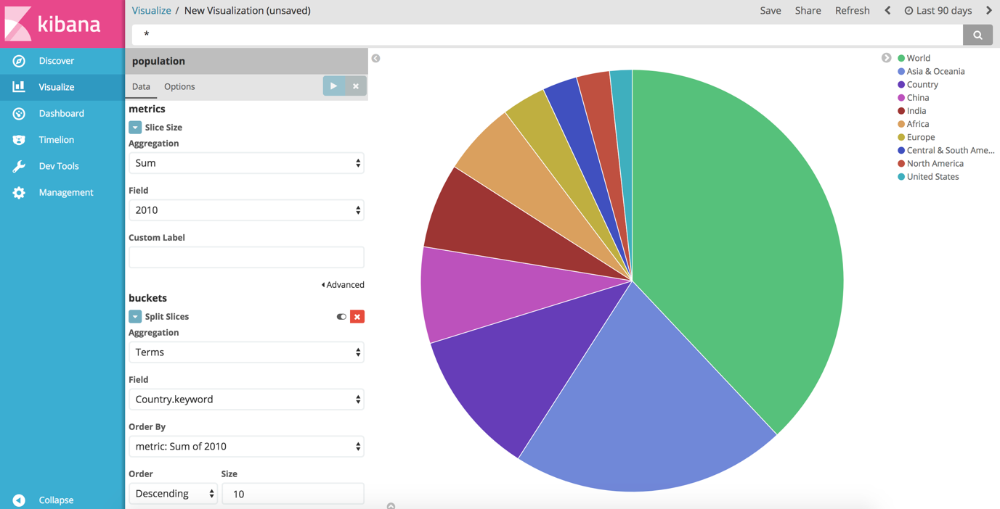 kibana
Discover
Visualize
Dashboard
Timelion
Dev Tools
Management
Collapse
Visualize / New Visualization (unsaved)
Save Share Refresh Last 90 days
*
population
Data Options
metrics
Slice Size
Aggregation
Sum
Field
2010
Custom Label
Advanced
buckets
Split Slices
Aggregation
Terms
Field
Country.keyword
Order By
metric: Sum of 2010
Order Size
Descending 10
World
Asia & Oceania
Country
China
India
Africa
Europe
Central & South Ame...
North America
United States